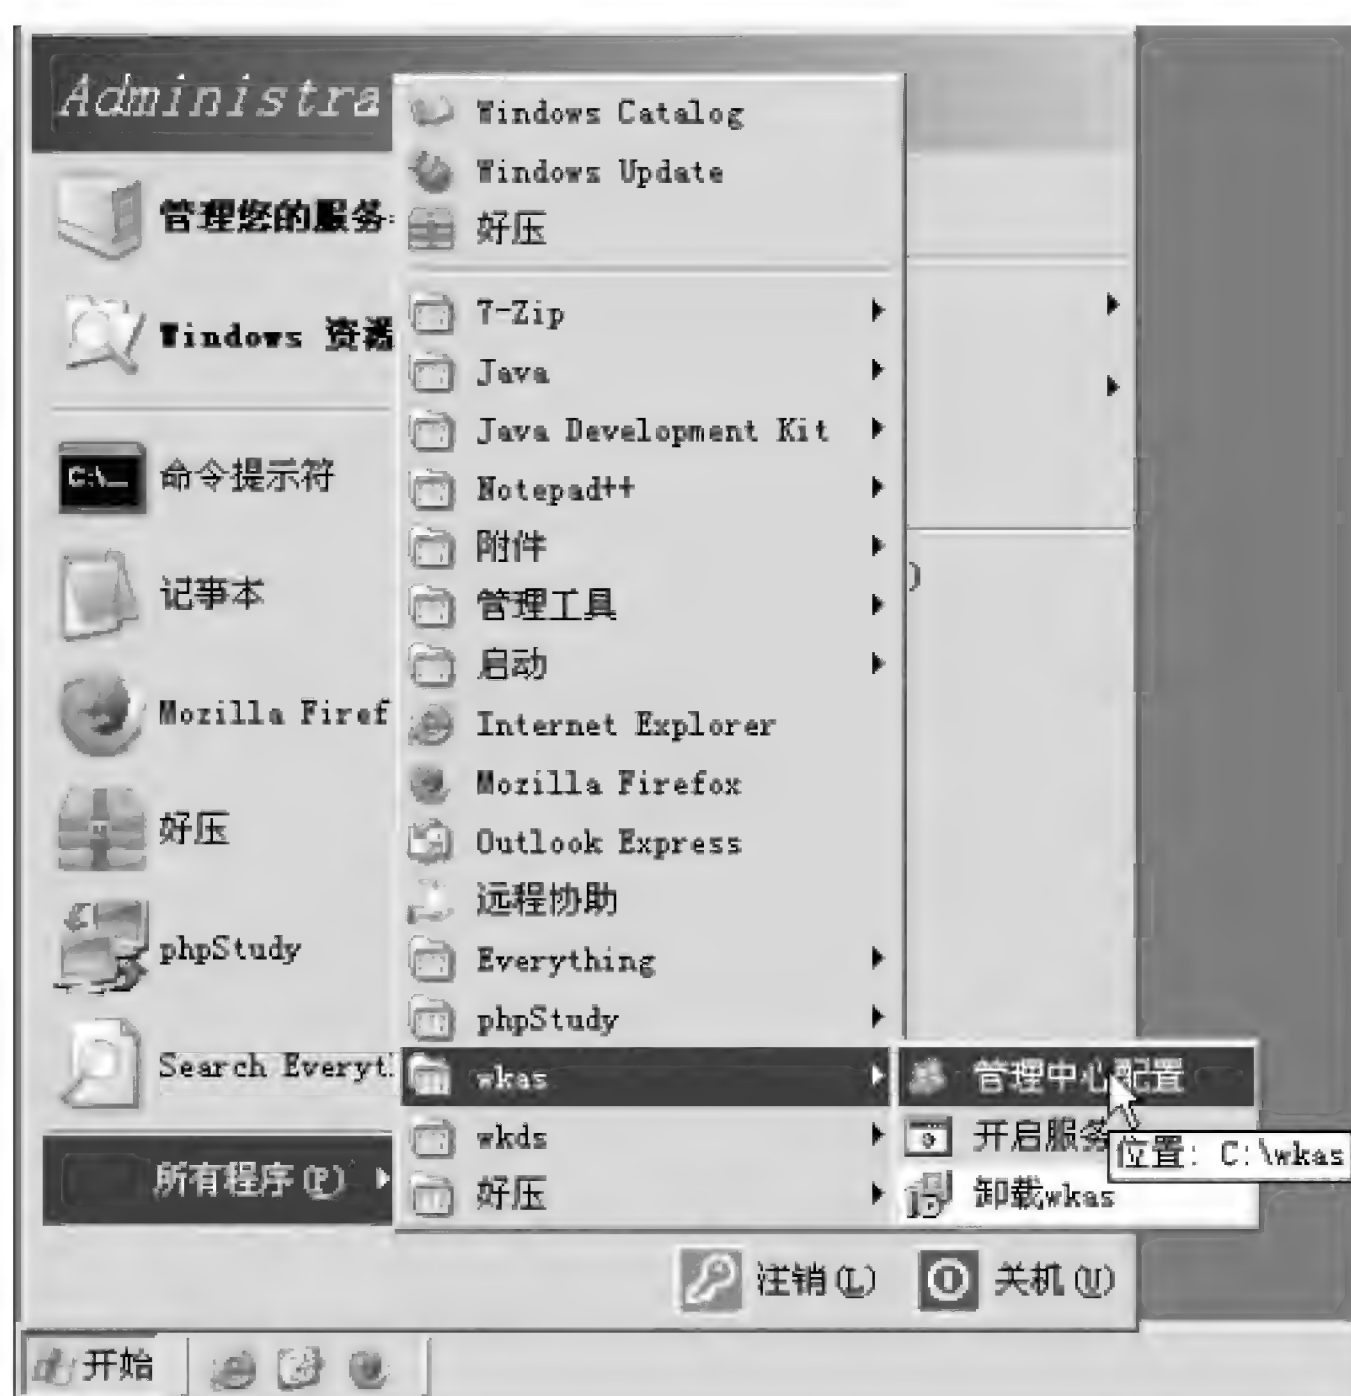 Administra
管理您的服务
Windows 资源
命令提示符
记事本
Mozilla Firef
好压
phpStudy
Search Everyt
所有程序(P)
Windows Catalog
Windows Update
好压
7-Zip
Java
Java Development Kit
Notepad++
附件
管理工具
启动
Internet Explorer
Mozilla Firefox
Outlook Express
远程协助
Everything
phpStudy
wkas
wkds
好压
)
管理中心配置
开启服务
位置: C:\wkas
卸载wkas
注销(L)
关机(U)
开始